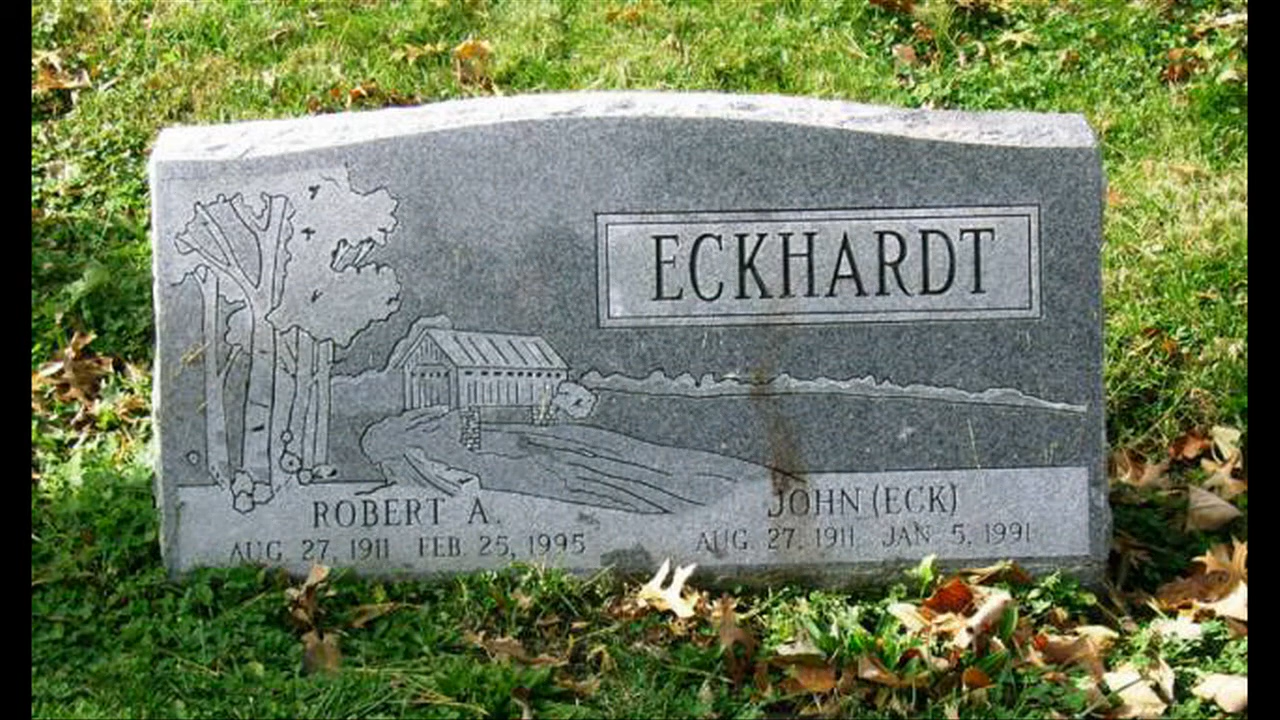 ECKHARDT
ROBERT A.
AUG. 27, 1911 FEB. 25, 1995
JOHN (ECK)
AUG. 27, 1911 JAN. 5, 1991